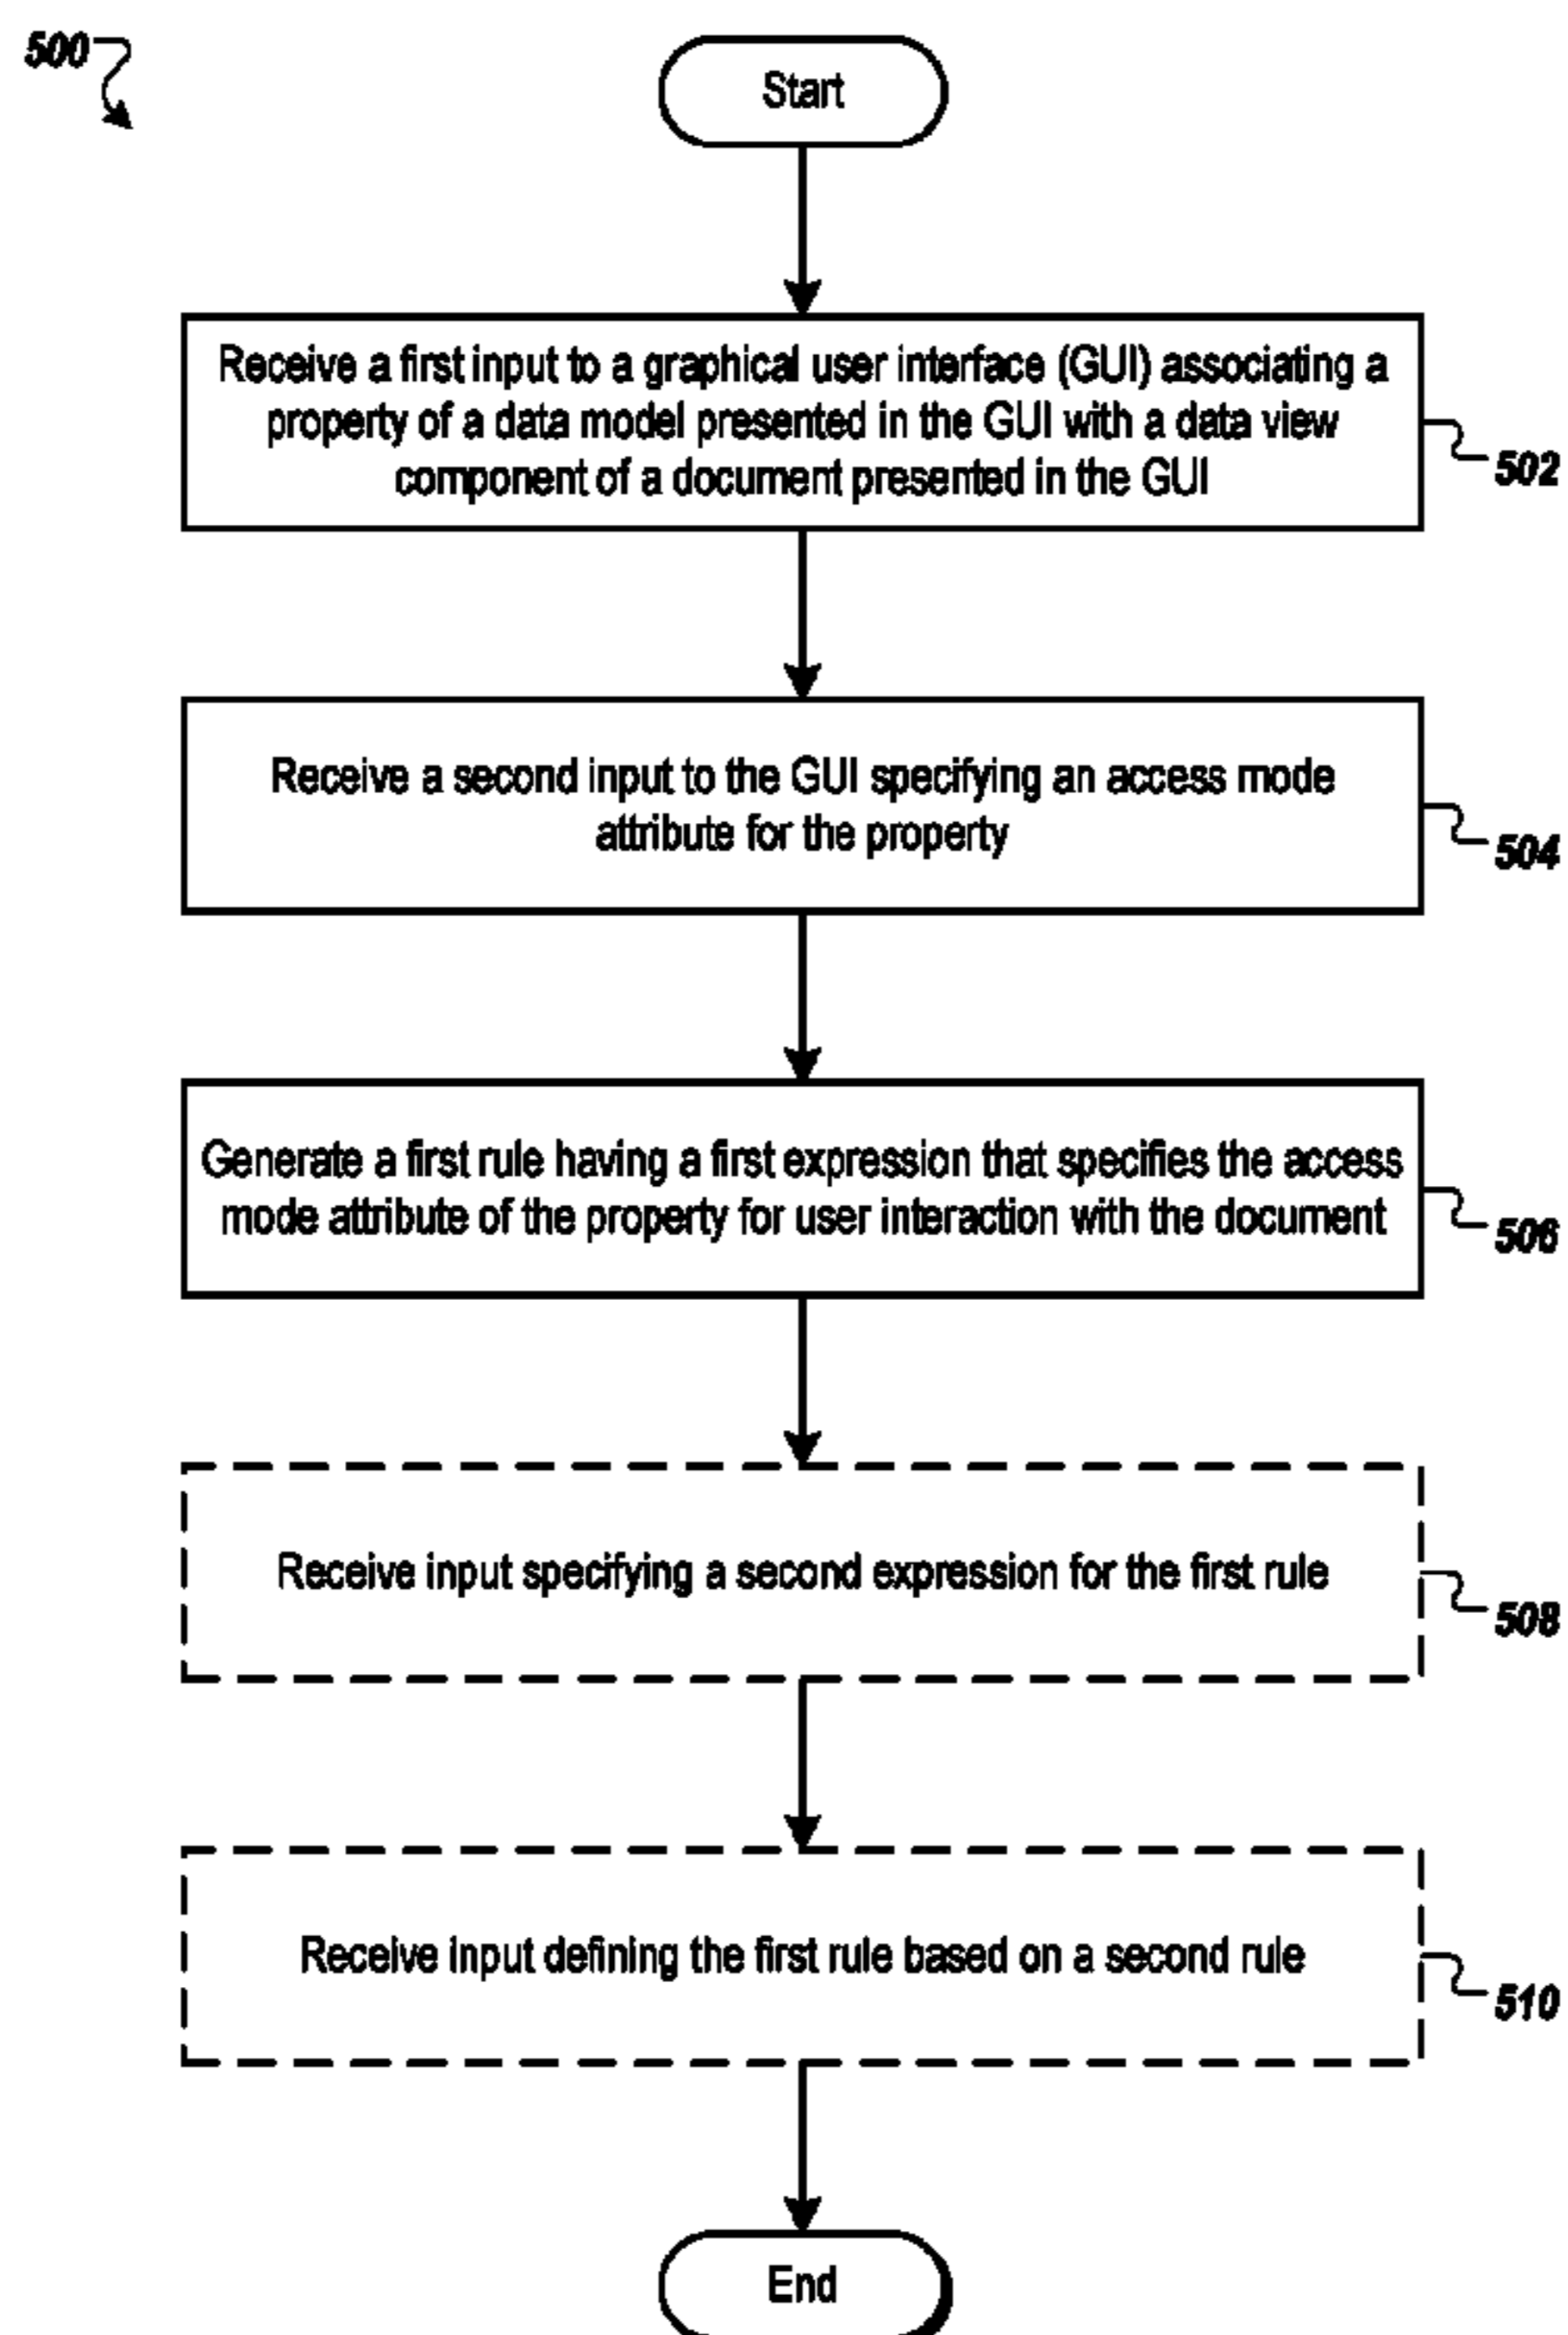 500
Start
Receive a first input to a graphical user interface (GUI) associating a
property of a data model presented in the GUI with a data view
component of a document presented in the GUI
502
Receive a second input to the GUI specifying an access mode
attribute for the property
504
Generate a first rule having a first expression that specifies the access
mode attribute of the property for user interaction with the document
506
Receive input specifying a second expression for the first rule
508
Receive input defining the first rule based on a second rule
510
End